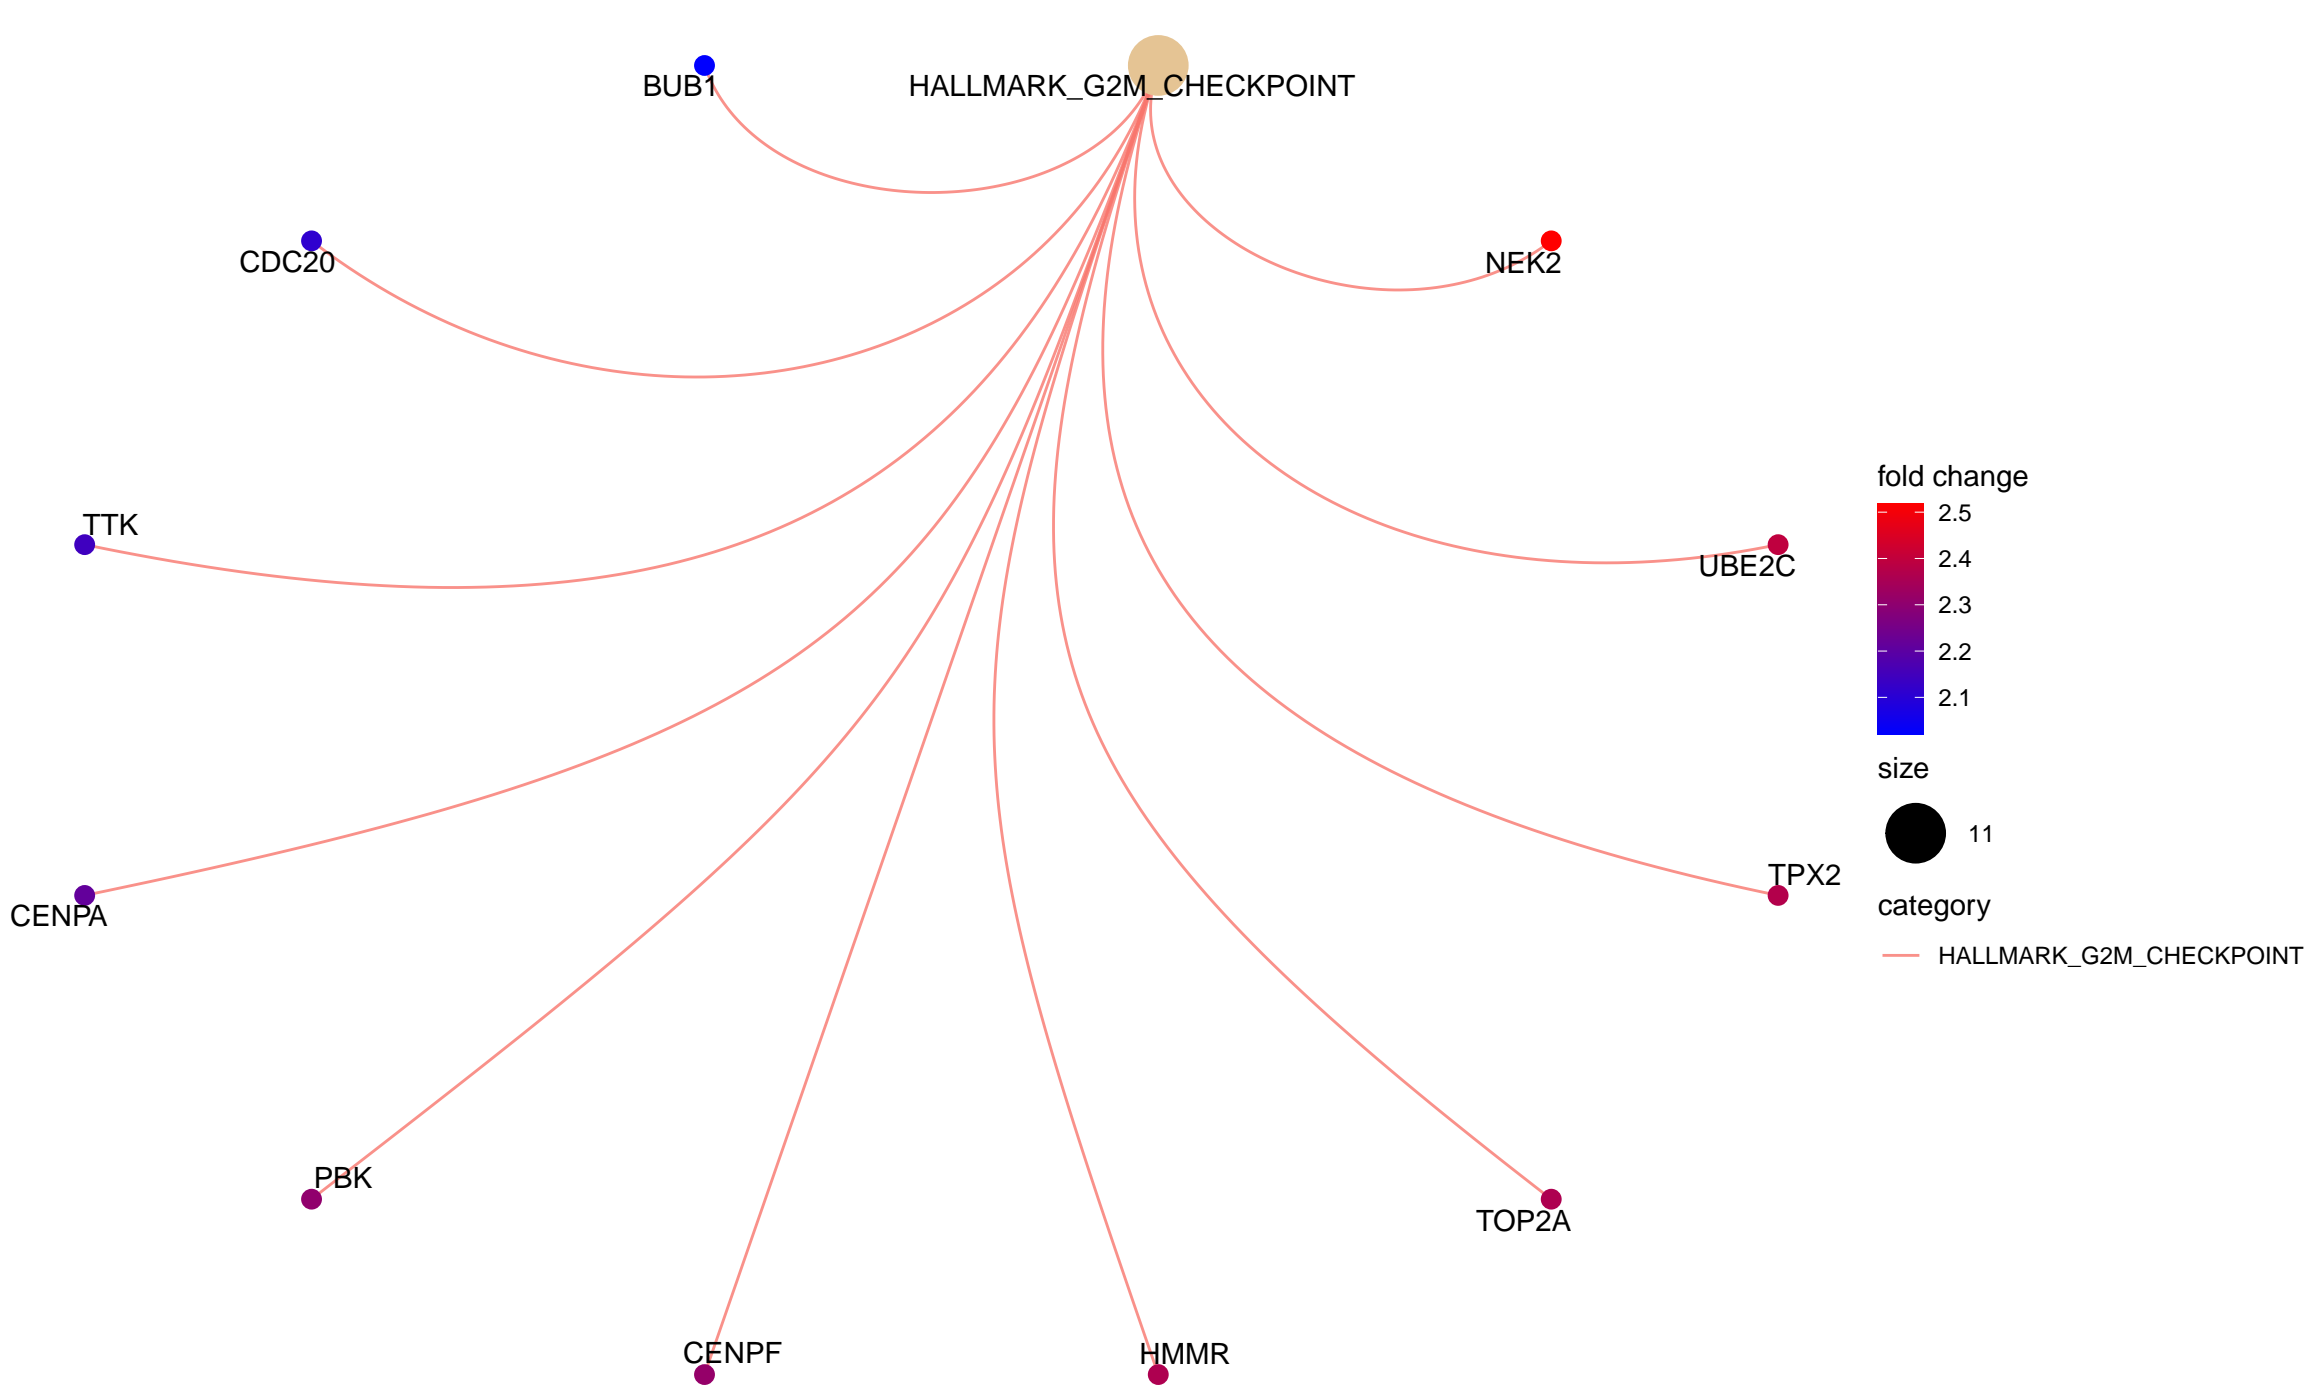 BUB1
HALLMARK_G2M_CHECKPOINT
CDC20
NEK2
TTK
UBE2C
CENPA
TPX2
PBK
TOP2A
CENPF
HMMR
fold change
2.5
2.4
2.3
2.2
2.1
size
11
category
HALLMARK_G2M_CHECKPOINT